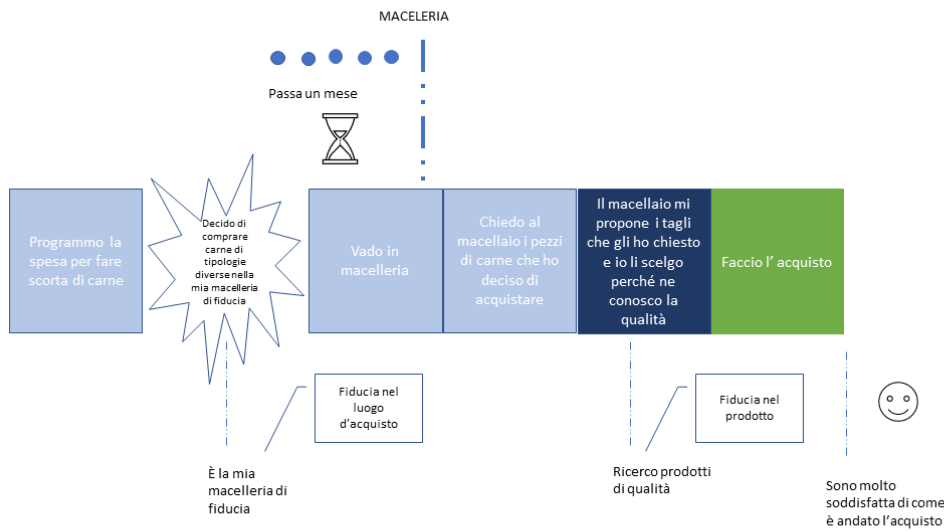 MACELERIA
Passa un mese
Programmo la
spesa per fare
scorta di carne
Decido di
comprare
carne di
tipologie
diverse nella
mia macelleria
di fiducia
Vado in
macelleria
Chiedo al
macellaio i pezzi
di carne che ho
deciso di
acquistare
Il macellaio mi
propone i tagli
che gli ho chiesto
e io li scelgo
perché ne
conosco la
qualità
Faccio l' acquisto
Fiducia nel
luogo
d'acquisto
Fiducia nel
prodotto
È la mia
macelleria di
fiducia
Ricerco prodotti
di qualità
Sono molto
soddisfatta di come
è andato l'acquisto